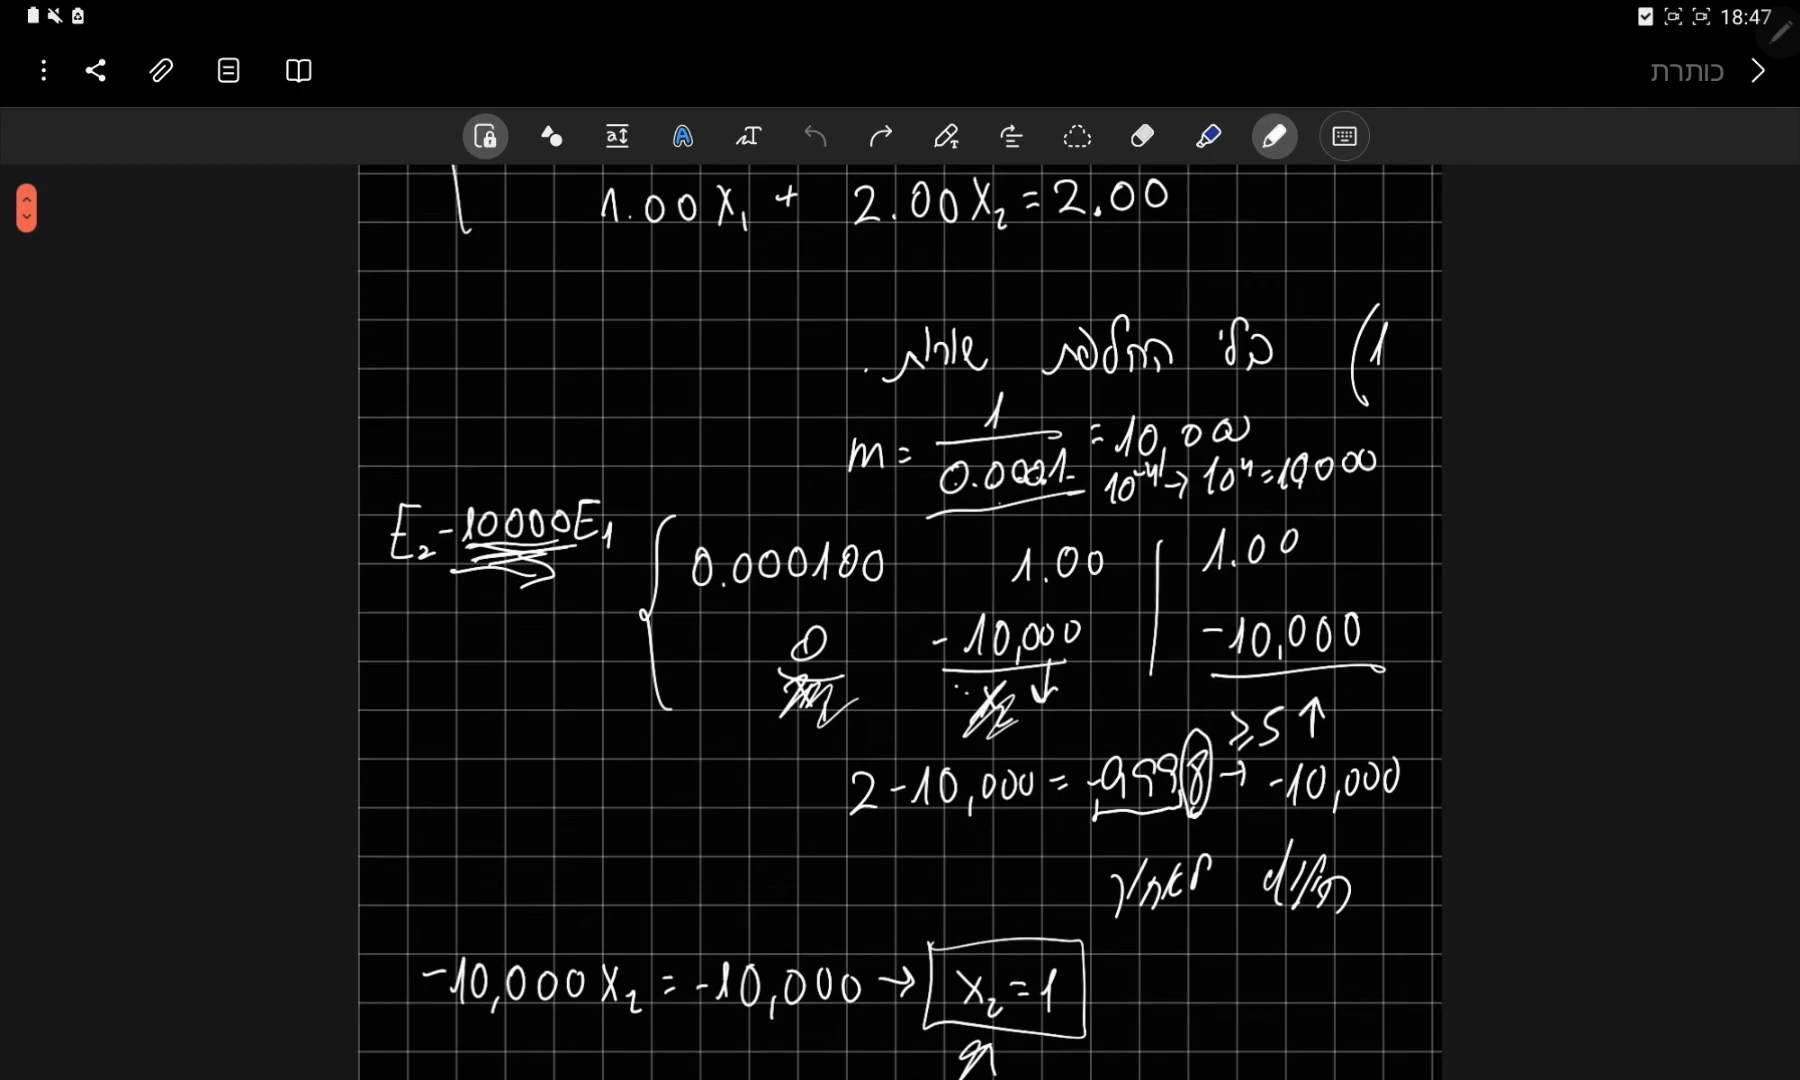 18:47
כותרת
1.00 X₁ + 2.00 X₂ = 2.00
1) בלי החלפת שורות.
m = 1/0.0001 = 10,000
10⁻⁴ → 10⁴ = 10000
E₂ - 10000E₁
0.000100 1.00 | 1.00
0 -10,000 | -10,000
≥5 ↑
2 - 10,000 = -9998 → -10,000
-10,000 X₂ = -10,000 → X₂ = 1